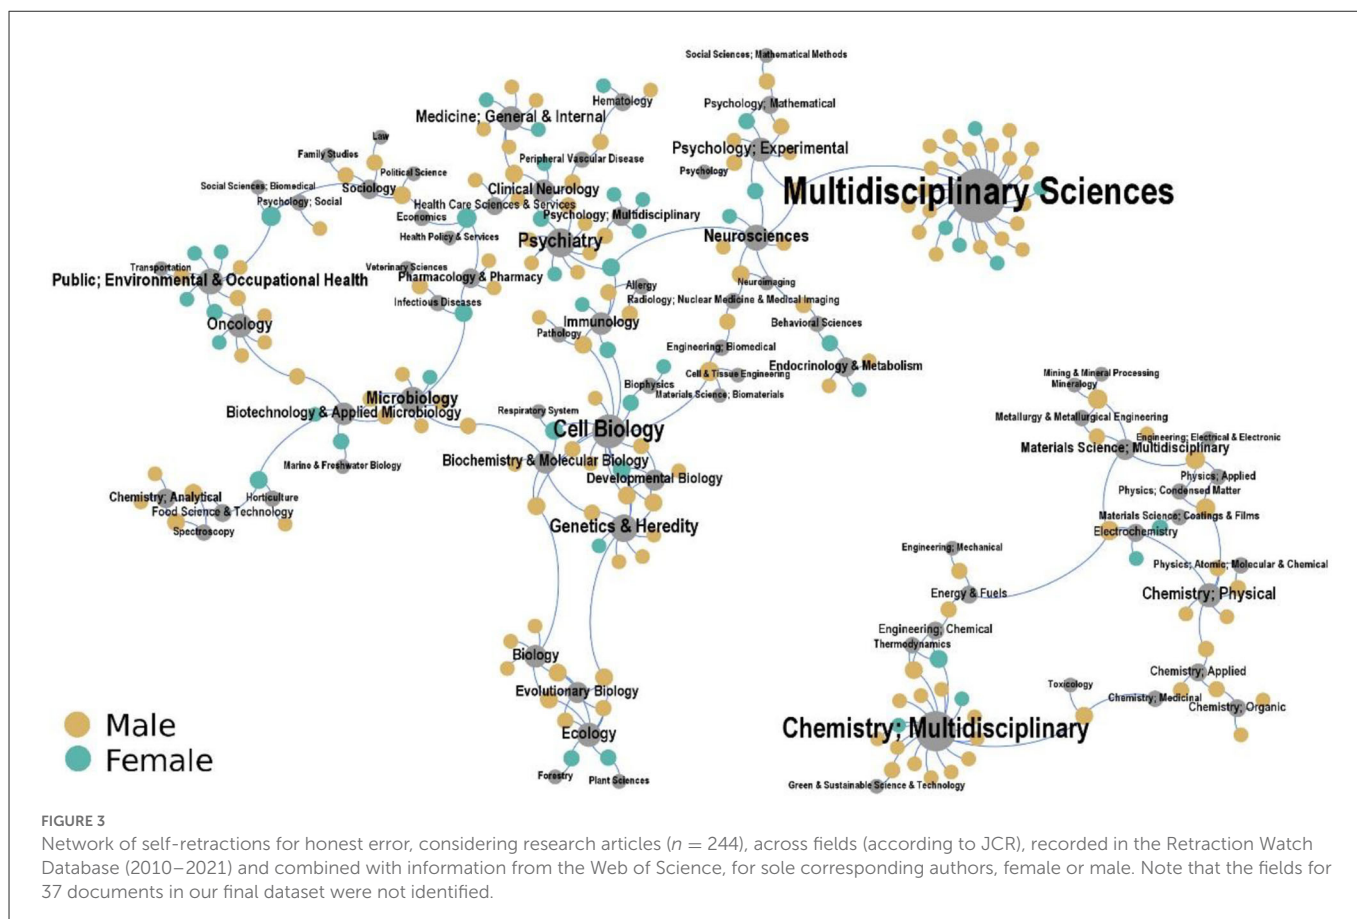 Social Sciences; Mathematical Methods
Hematology
Psychology; Mathematical
Medicine; General & Internal
Law
Family Studies
Peripheral Vascular Disease
Psychology; Experimental
Psychology
Political Science
Social Sciences; Biomedical
Sociology
Clinical Neurology
Multidisciplinary Sciences
Psychology; Social
Health Care Sciences & Services
Economics
Psychology; Multidisciplinary
Health Policy & Services
Psychiatry
Neurosciences
Transportation
Veterinary Sciences
Public; Environmental & Occupational Health
Pharmacology & Pharmacy
Neuroimaging
Allergy
Infectious Diseases
Radiology; Nuclear Medicine & Medical Imaging
Oncology
Immunology
Behavioral Sciences
Pathology
Engineering; Biomedical
Endocrinology & Metabolism
Cell & Tissue Engineering
Mining & Mineral Processing
Biophysics
Mineralogy
Materials Science; Biomaterials
Microbiology
Biotechnology & Applied Microbiology
Respiratory System
Metallurgy & Metallurgical Engineering
Cell Biology
Engineering; Electrical & Electronic
Materials Science; Multidisciplinary
Biochemistry & Molecular Biology
Marine & Freshwater Biology
Developmental Biology
Physics; Applied
Physics; Condensed Matter
Chemistry; Analytical
Horticulture
Food Science & Technology
Materials Science; Coatings & Films
Genetics & Heredity
Spectroscopy
Electrochemistry
Engineering; Mechanical
Physics; Atomic; Molecular & Chemical
Energy & Fuels
Chemistry; Physical
Engineering; Chemical
Thermodynamics
Biology
Chemistry; Applied
Toxicology
Evolutionary Biology
Chemistry; Medicinal
Chemistry; Organic
Male
Chemistry; Multidisciplinary
Ecology
Female
Forestry
Plant Sciences
Green & Sustainable Science & Technology
FIGURE 3
Network of self-retractions for honest error, considering research articles (n = 244), across fields (according to JCR), recorded in the Retraction Watch
Database (2010–2021) and combined with information from the Web of Science, for sole corresponding authors, female or male. Note that the fields for
37 documents in our final dataset were not identified.